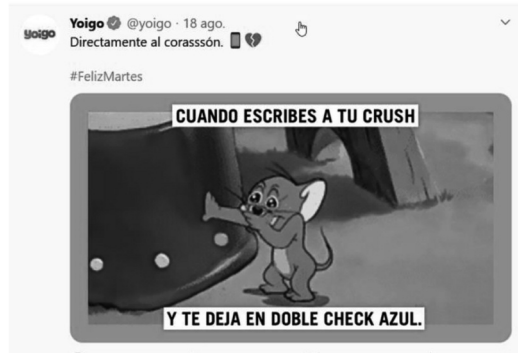 yoigo
Yoigo @yoigo · 18 ago.
Directamente al corasssón.
#FelizMartes
CUANDO ESCRIBES A TU CRUSH
Y TE DEJA EN DOBLE CHECK AZUL.